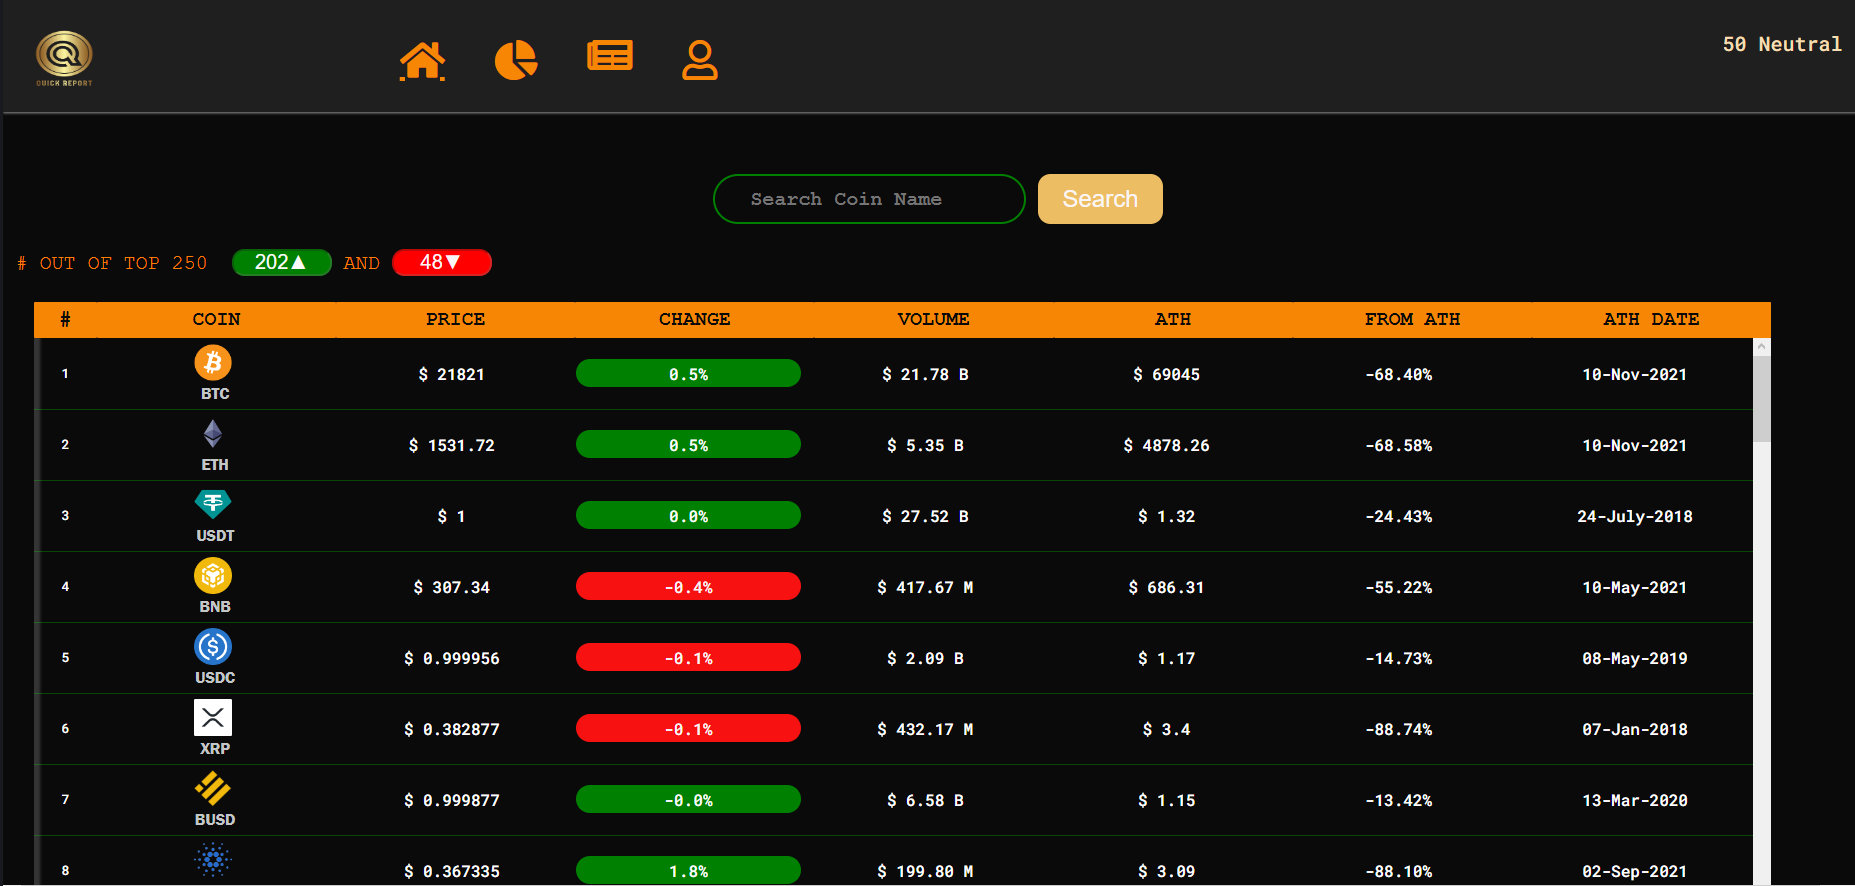 QUICK REPORT
50 Neutral
Search Coin Name Search
# OUT OF TOP 250 202▲ AND 48▼
# COIN PRICE CHANGE VOLUME ATH FROM ATH ATH DATE
1 BTC $ 21821 0.5% $ 21.78 B $ 69045 -68.40% 10-Nov-2021
2 ETH $ 1531.72 0.5% $ 5.35 B $ 4878.26 -68.58% 10-Nov-2021
3 USDT $ 1 0.0% $ 27.52 B $ 1.32 -24.43% 24-July-2018
4 BNB $ 307.34 -0.4% $ 417.67 M $ 686.31 -55.22% 10-May-2021
5 USDC $ 0.999956 -0.1% $ 2.09 B $ 1.17 -14.73% 08-May-2019
6 XRP $ 0.382877 -0.1% $ 432.17 M $ 3.4 -88.74% 07-Jan-2018
7 BUSD $ 0.999877 -0.0% $ 6.58 B $ 1.15 -13.42% 13-Mar-2020
8 $ 0.367335 1.8% $ 199.80 M $ 3.09 -88.10% 02-Sep-2021